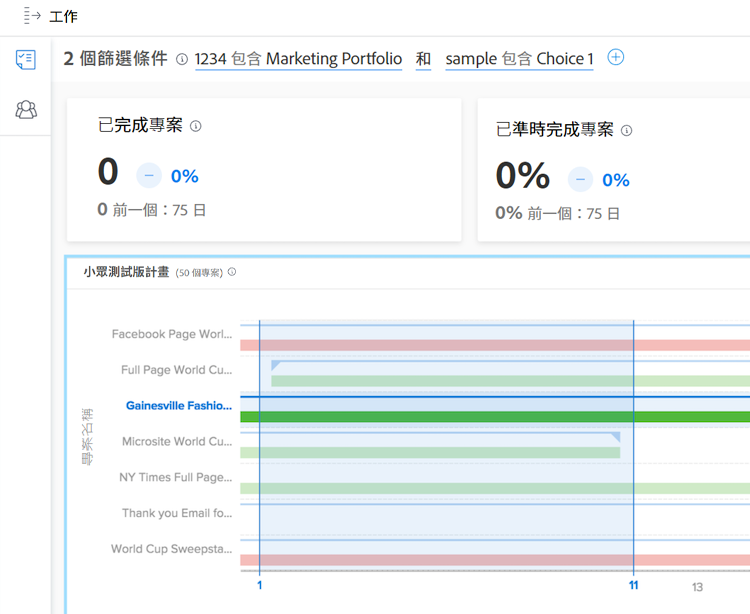 工作
2 個篩選條件 1234 包含 Marketing Portfolio 和 sample 包含 Choice 1
已完成專案
0 0%
0 前一個：75 日
已準時完成專案
0% 0%
0% 前一個：75 日
小眾測試版計畫 (50 個專案)
專案名稱
Facebook Page Worl...
Full Page World Cu...
Gainesville Fashio...
Microsite World Cu...
NY Times Full Page...
Thank you Email fo...
World Cup Sweepsta...
1 11 13